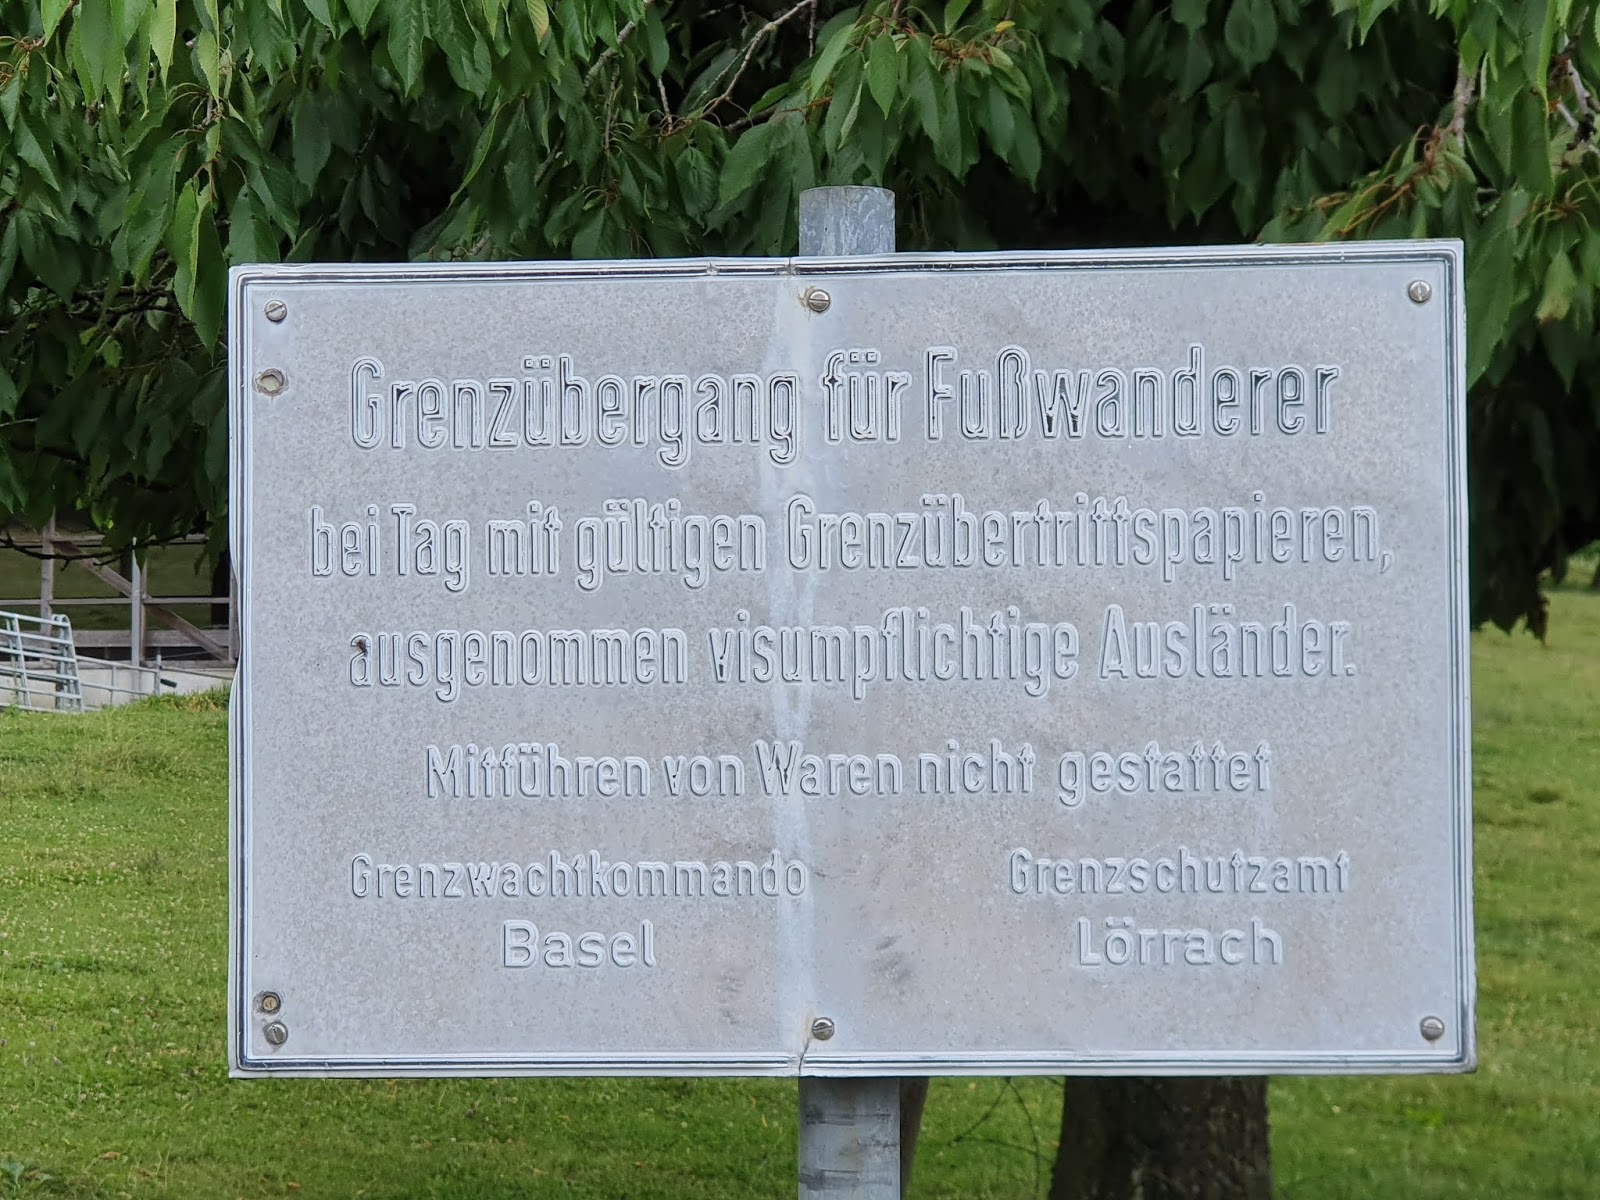 Grenzübergang für Fußwanderer
bei Tag mit gültigen Grenzübertrittspapieren,
ausgenommen visumpflichtige Ausländer.
Mitführen von Waren nicht gestattet
Grenzwachtkommando
Basel
Grenzschutzamt
Lörrach